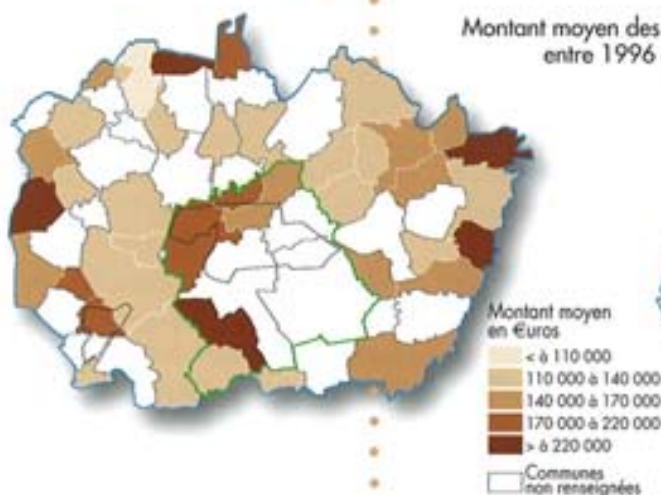 Montant moyen des
entre 1996
Montant moyen
en €uros
< à 110 000
110 000 à 140 000
140 000 à 170 000
170 000 à 220 000
> à 220 000
Communes
non renseignées